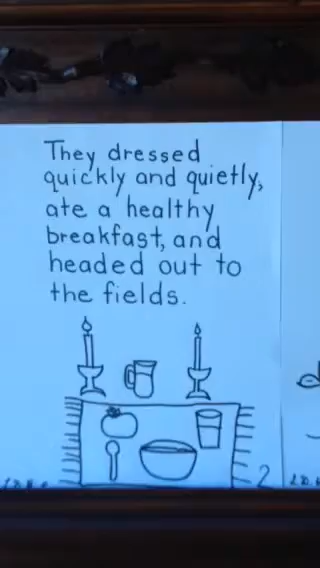 They dressed
quickly and quietly,
ate a healthy
breakfast, and
headed out to
the fields.
2